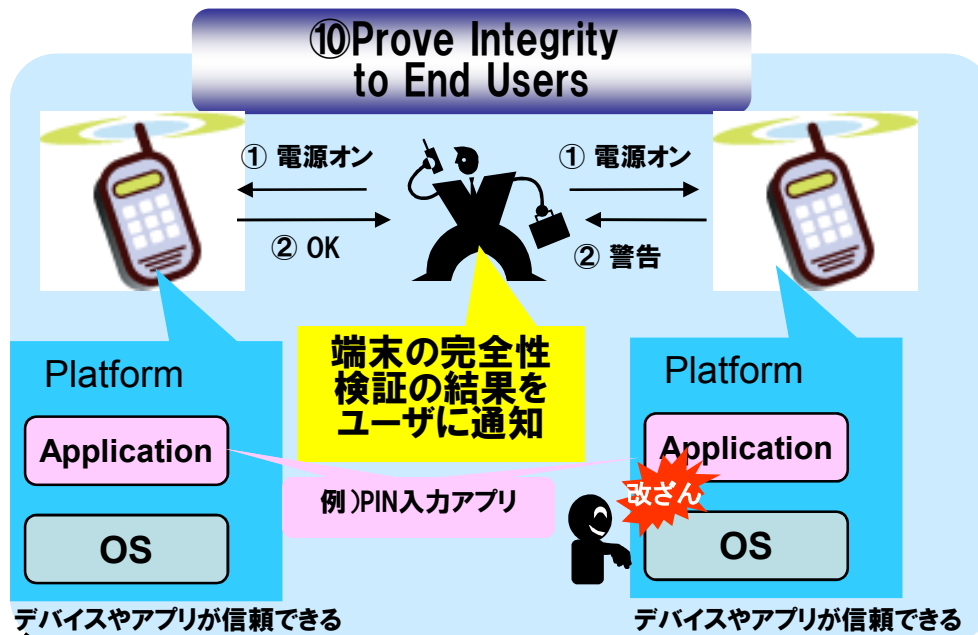 ⑩Prove Integrity
to End Users
① 電源オン
② OK
① 電源オン
② 警告
端末の完全性
検証の結果を
ユーザに通知
Platform
Application
OS
例)PIN入力アプリ
Platform
Application
改ざん
OS
デバイスやアプリが信頼できる
デバイスやアプリが信頼できる